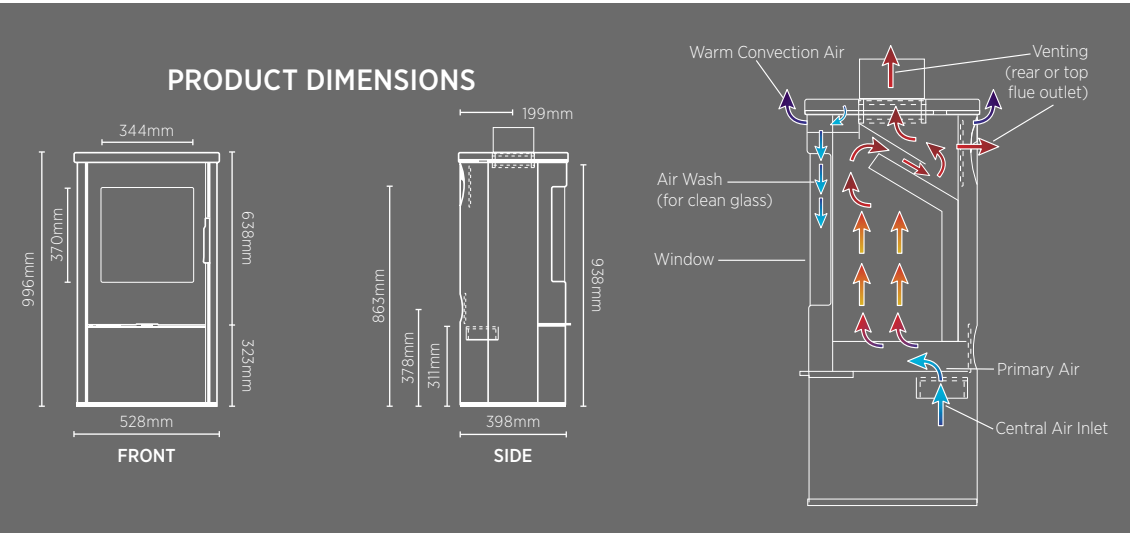 PRODUCT DIMENSIONS
344mm
996mm
370mm
638mm
323mm
528mm
FRONT
199mm
863mm
378mm
311mm
938mm
398mm
SIDE
Warm Convection Air
Venting
(rear or top
flue outlet)
Air Wash
(for clean glass)
Window
Primary Air
Central Air Inlet